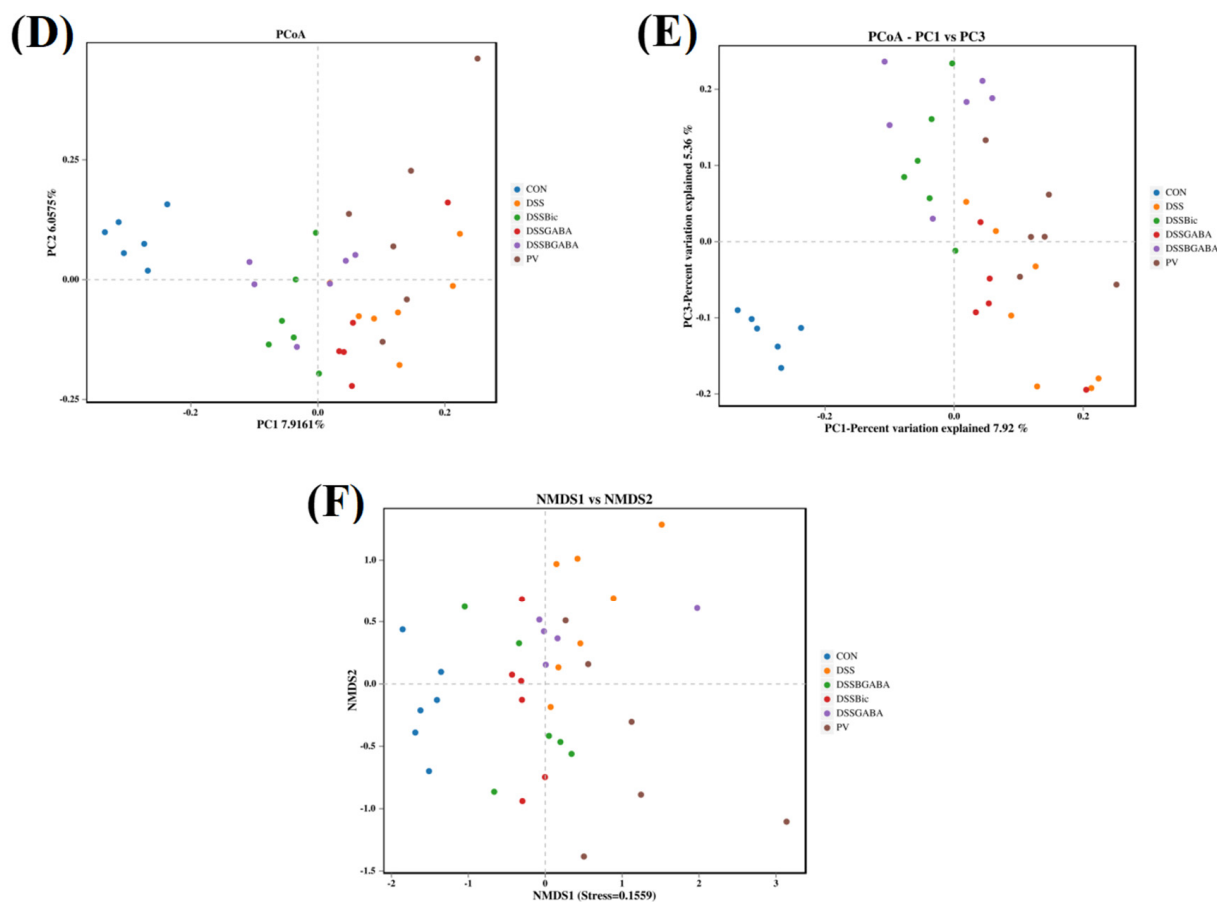 (D)
PCoA
0.25
0.00
-0.25
PC2 6.0575%
-0.2
0.0
0.2
PC1 7.9161%
CON
DSS
DSSBic
DSSGABA
DSSBGABA
PV
(E)
PCoA - PC1 vs PC3
0.2
0.1
0.0
-0.1
-0.2
PC3-Percent variation explained 5.36 %
-0.2
0.0
0.2
PC1-Percent variation explained 7.92 %
CON
DSS
DSSBic
DSSGABA
DSSBGABA
PV
(F)
NMDS1 vs NMDS2
1.0
0.5
0.0
-0.5
-1.0
-1.5
NMDS2
-2
-1
0
1
2
3
NMDS1 (Stress=0.1559)
CON
DSS
DSSBGABA
DSSBic
DSSGABA
PV